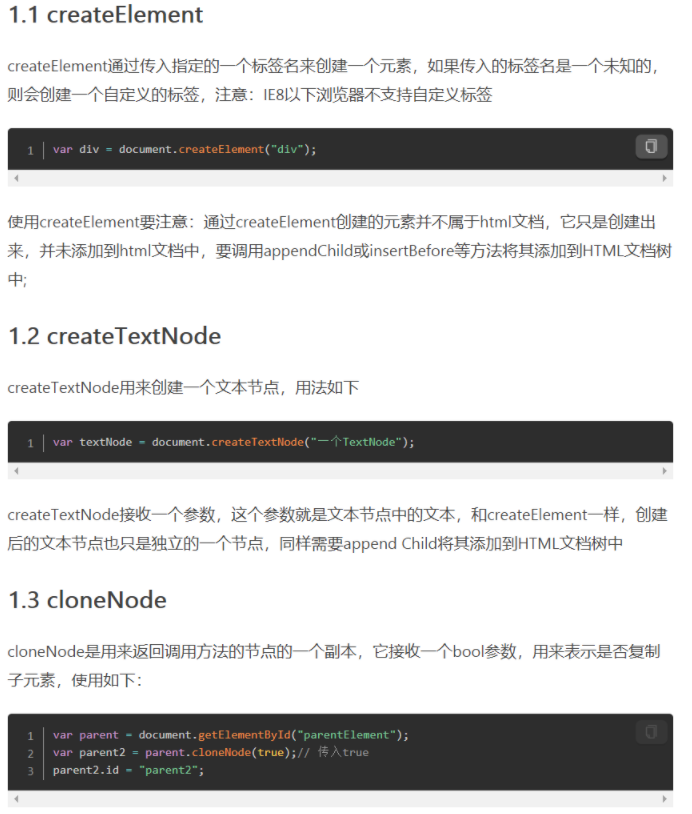 1.1 createElement
createElement通过传入指定的一个标签名来创建一个元素，如果传入的标签名是一个未知的，
则会创建一个自定义的标签，注意：IE8以下浏览器不支持自定义标签
1 var div = document.createElement("div");
使用createElement要注意：通过createElement创建的元素并不属于html文档，它只是创建出
来，并未添加到html文档中，要调用appendChild或insertBefore等方法将其添加到HTML文档树
中;
1.2 createTextNode
createTextNode用来创建一个文本节点，用法如下
1 var textNode = document.createTextNode("一个TextNode");
createTextNode接收一个参数，这个参数就是文本节点中的文本，和createElement一样，创建
后的文本节点也只是独立的一个节点，同样需要append Child将其添加到HTML文档树中
1.3 cloneNode
cloneNode是用来返回调用方法的节点的一个副本，它接收一个bool参数，用来表示是否复制
子元素，使用如下：
1 var parent = document.getElementById("parentElement");
2 var parent2 = parent.cloneNode(true);// 传入true
3 parent2.id = "parent2";